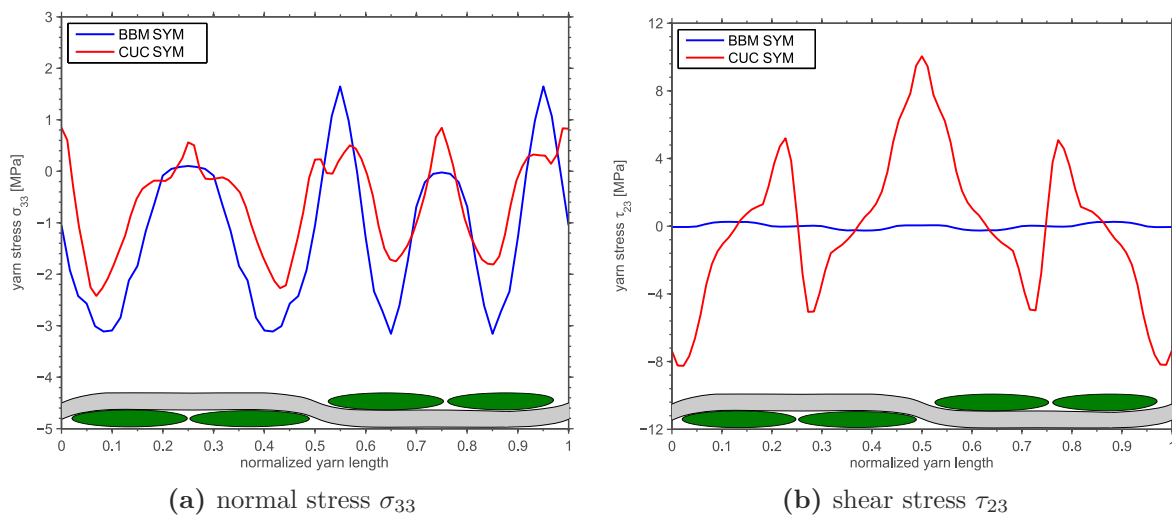 3
2
1
0
−1
−2
−3
−4
−5
yarn stress σ33 [MPa]
BBM SYM
CUC SYM
0 0.1 0.2 0.3 0.4 0.5 0.6 0.7 0.8 0.9 1
normalized yarn length
(a) normal stress σ33
12
8
4
0
−4
−8
−12
yarn stress τ23 [MPa]
BBM SYM
CUC SYM
0 0.1 0.2 0.3 0.4 0.5 0.6 0.7 0.8 0.9 1
normalized yarn length
(b) shear stress τ23